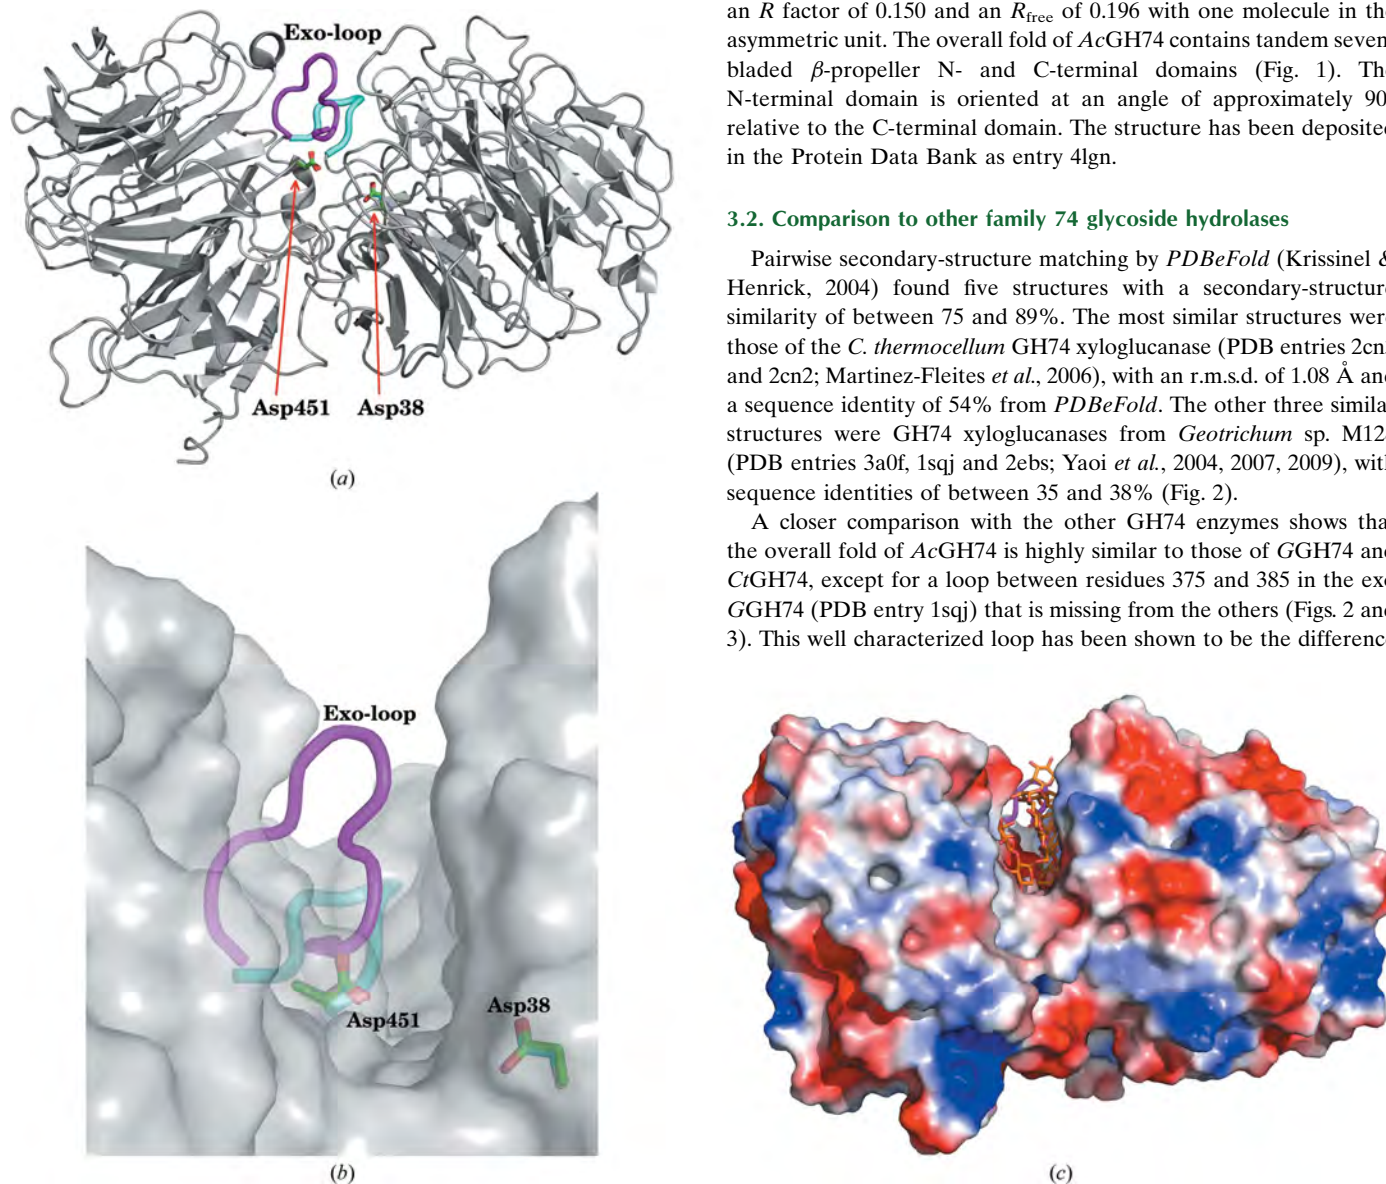 Exo-loop
Asp451
Asp38
(a)
Exo-loop
Asp451
Asp38
(b)
an R factor of 0.150 and an Rfree of 0.196 with one molecule in the
asymmetric unit. The overall fold of AcGH74 contains tandem seven
bladed β-propeller N- and C-terminal domains (Fig. 1). The
N-terminal domain is oriented at an angle of approximately 90
relative to the C-terminal domain. The structure has been deposited
in the Protein Data Bank as entry 4lgn.
3.2. Comparison to other family 74 glycoside hydrolases
Pairwise secondary-structure matching by PDBeFold (Krissinel &
Henrick, 2004) found five structures with a secondary-structure
similarity of between 75 and 89%. The most similar structures were
those of the C. thermocellum GH74 xyloglucanase (PDB entries
and 2cn2; Martinez-Fleites et al., 2006), with an r.m.s.d. of 1.08 Å and
a sequence identity of 54% from PDBeFold. The other three similar
structures were GH74 xyloglucanases from Geotrichum sp.
(PDB entries 3a0f, 1sqj and 2ebs; Yaoi et al., 2004, 2007, 2009), with
sequence identities of between 35 and 38% (Fig. 2).
A closer comparison with the other GH74 enzymes shows that
the overall fold of AcGH74 is highly similar to those of GGH74 and
CtGH74, except for a loop between residues 375 and 385 in the exo
GGH74 (PDB entry 1sqj) that is missing from the others (Figs. 2 and
3). This well characterized loop has been shown to be the difference
(c)